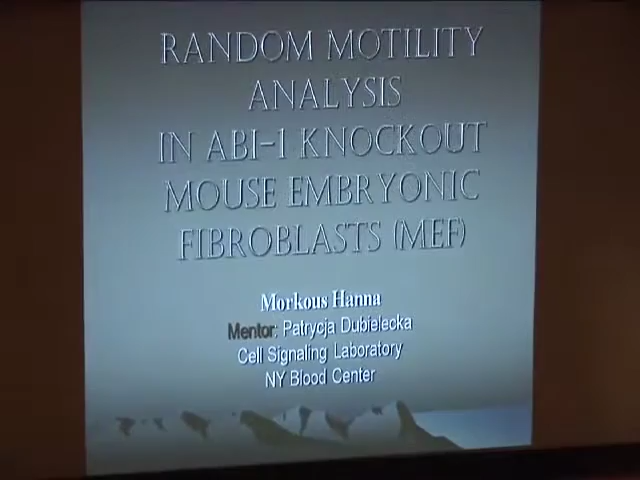 RANDOM MOTILITY
ANALYSIS
IN ABI-1 KNOCKOUT
MOUSE EMBRYONIC
FIBROBLASTS (MEF)
Morkous Hanna
Mentor: Patrycja Dubielecka
Cell Signaling Laboratory
NY Blood Center